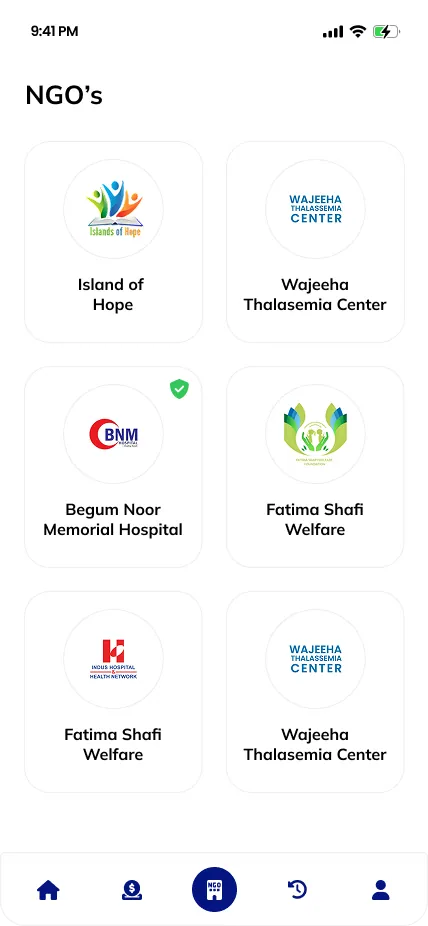 9:41 PM
NGO’s
Islands of Hope
Island of
Hope
WAJEEHA
THALASSEMIA
CENTER
Wajeeha
Thalasemia Center
BNM
HOSPITAL
Begum Noor
Memorial Hospital
FOUNDATION
Fatima Shafi
Welfare
INDUS HOSPITAL
&
HEALTH NETWORK
Fatima Shafi
Welfare
WAJEEHA
THALASSEMIA
CENTER
Wajeeha
Thalasemia Center
$
NGO